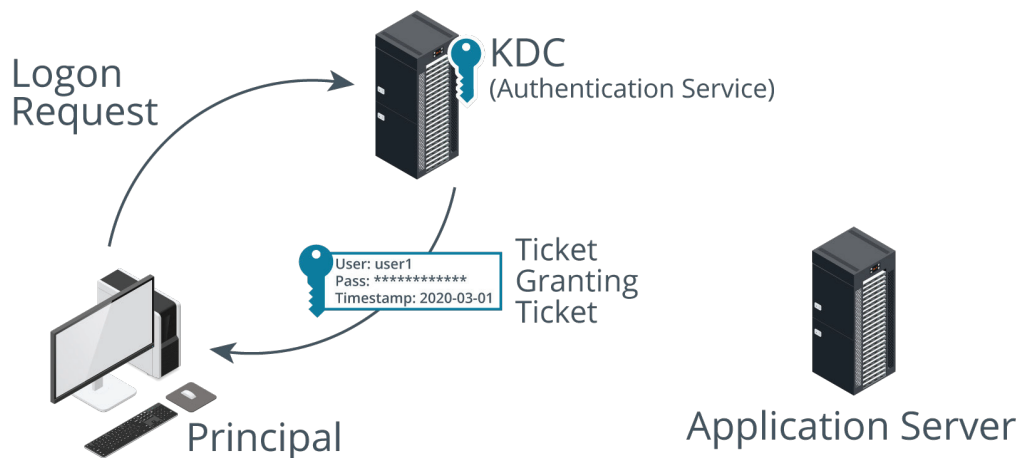 Logon
Request
KDC
(Authentication Service)
User: user1
Pass: ************
Timestamp: 2020-03-01
Ticket
Granting
Ticket
Principal
Application Server